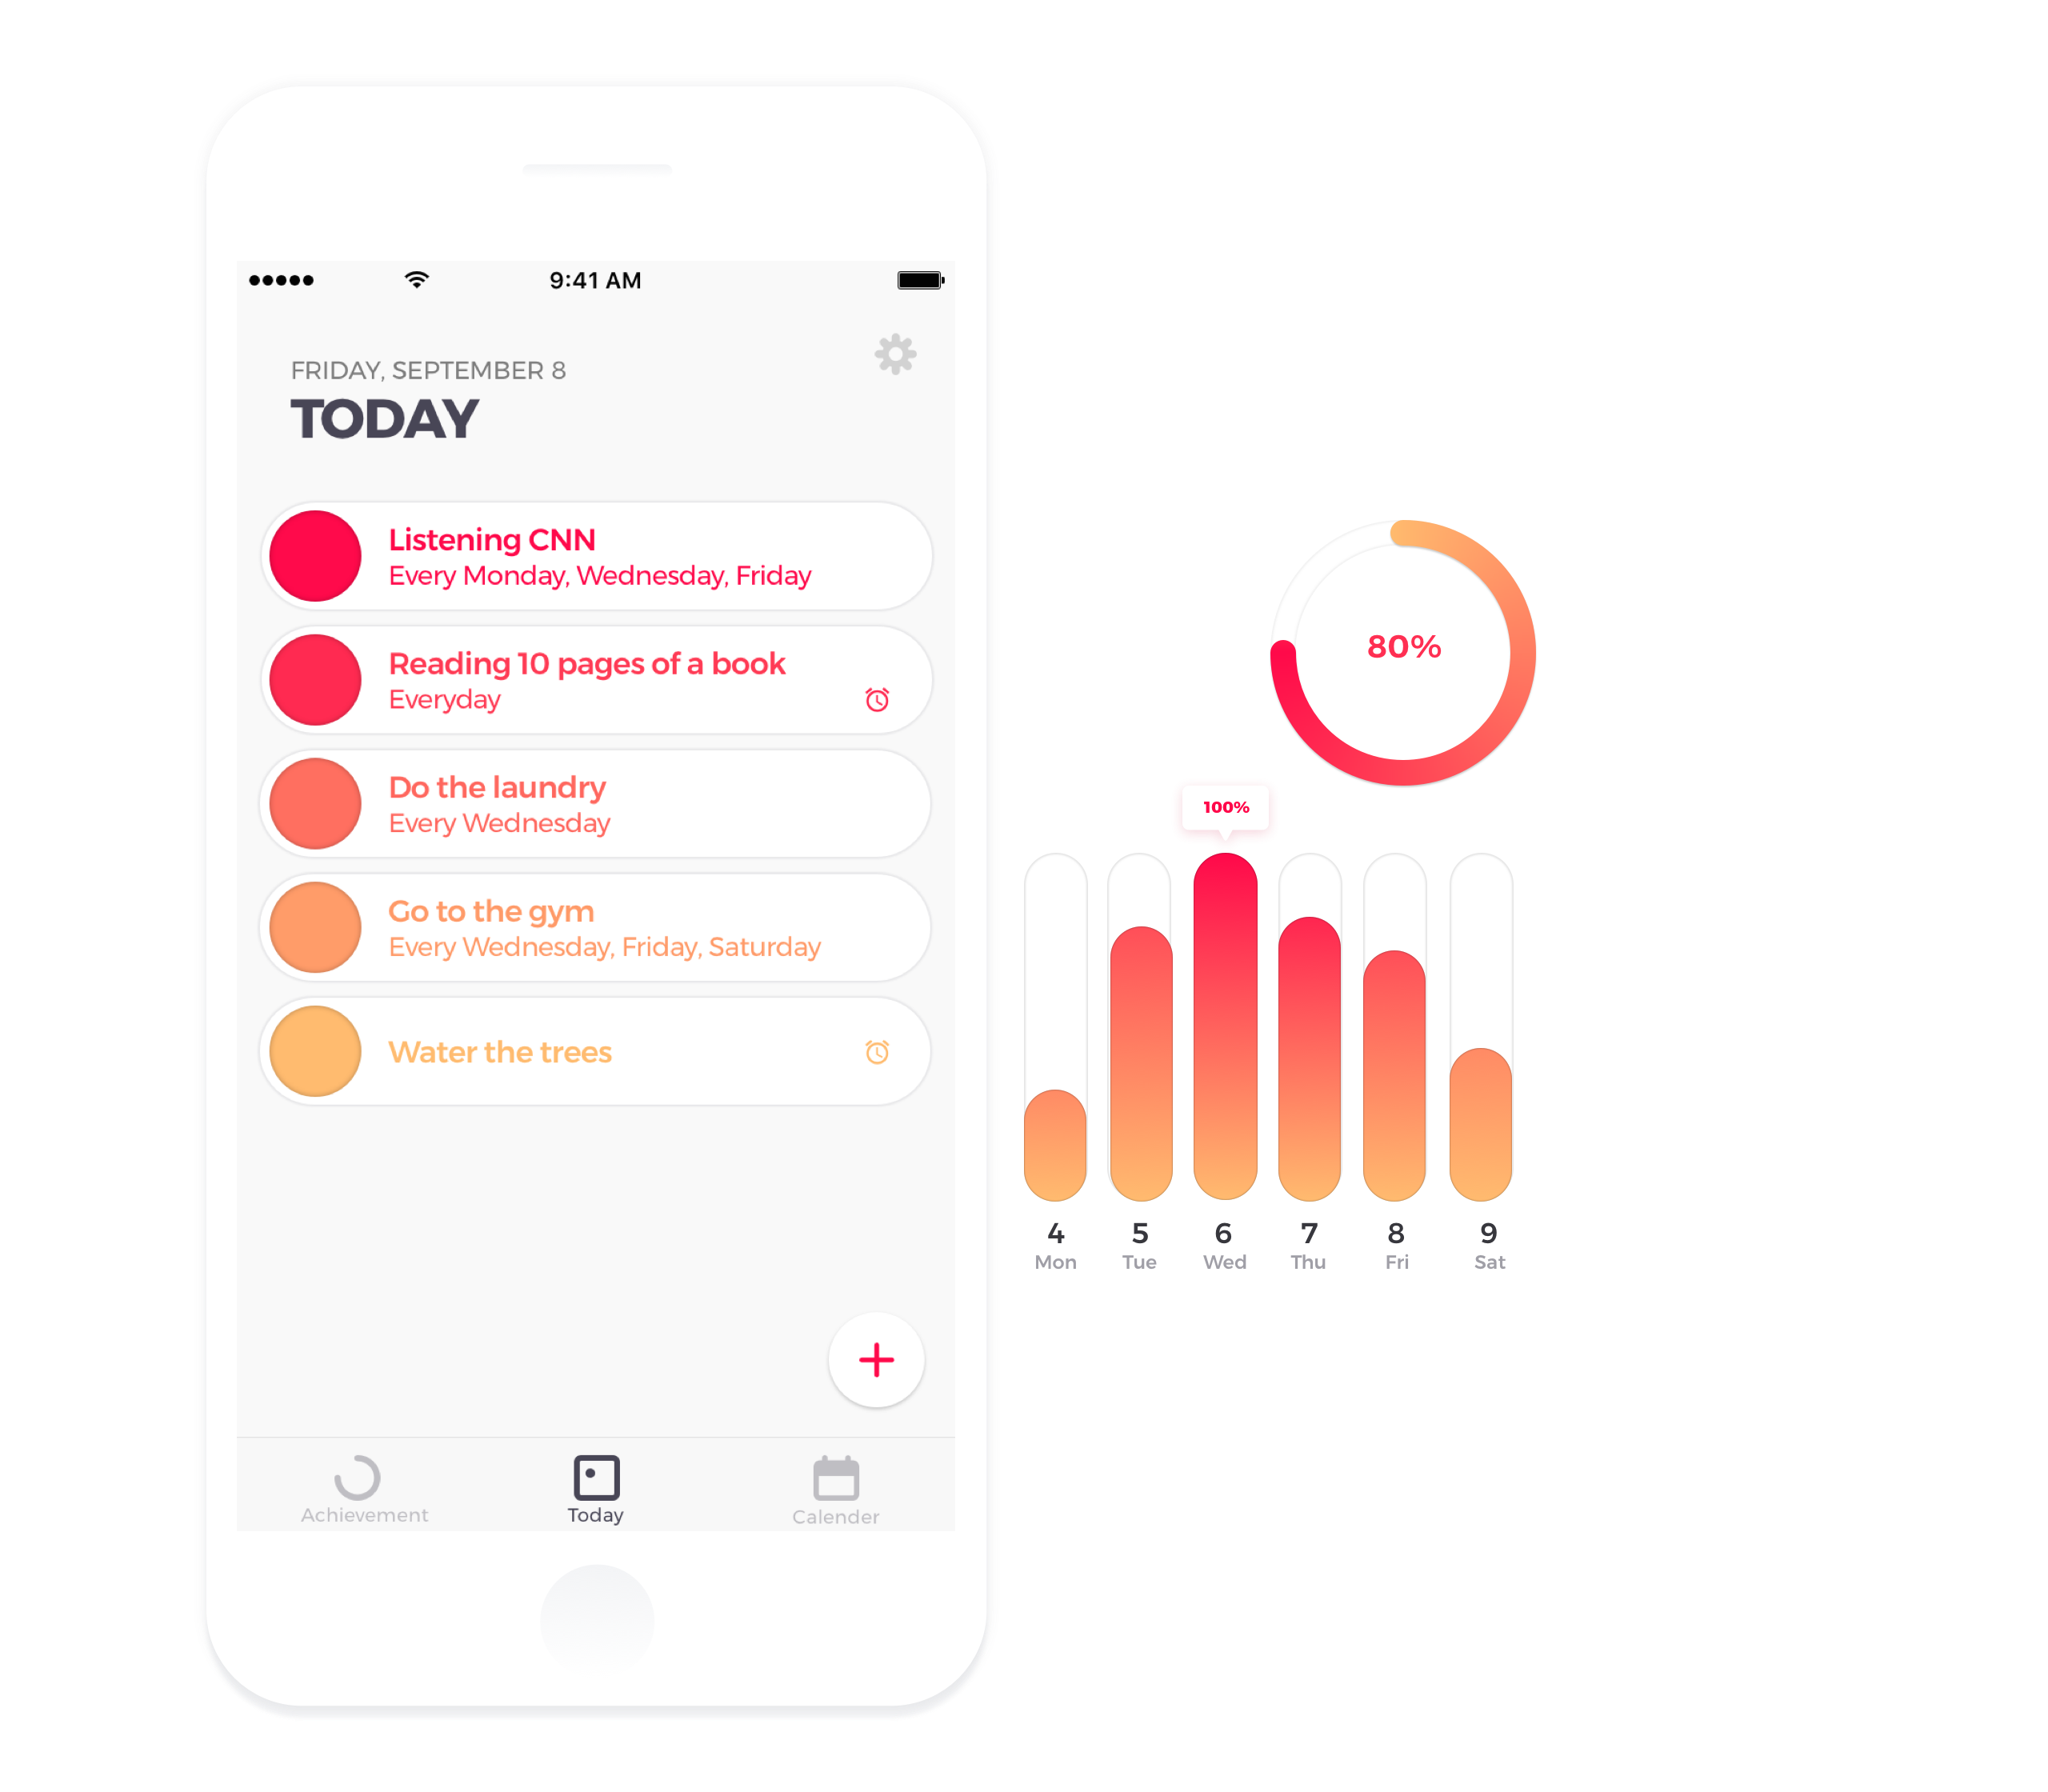 9:41 AM
FRIDAY, SEPTEMBER 8
TODAY
Listening CNN
Every Monday, Wednesday, Friday
Reading 10 pages of a book
Everyday
Do the laundry
Every Wednesday
Go to the gym
Every Wednesday, Friday, Saturday
Water the trees
Achievement
Today
Calender
80%
100%
4 5 6 7 8 9
Mon Tue Wed Thu Fri Sat